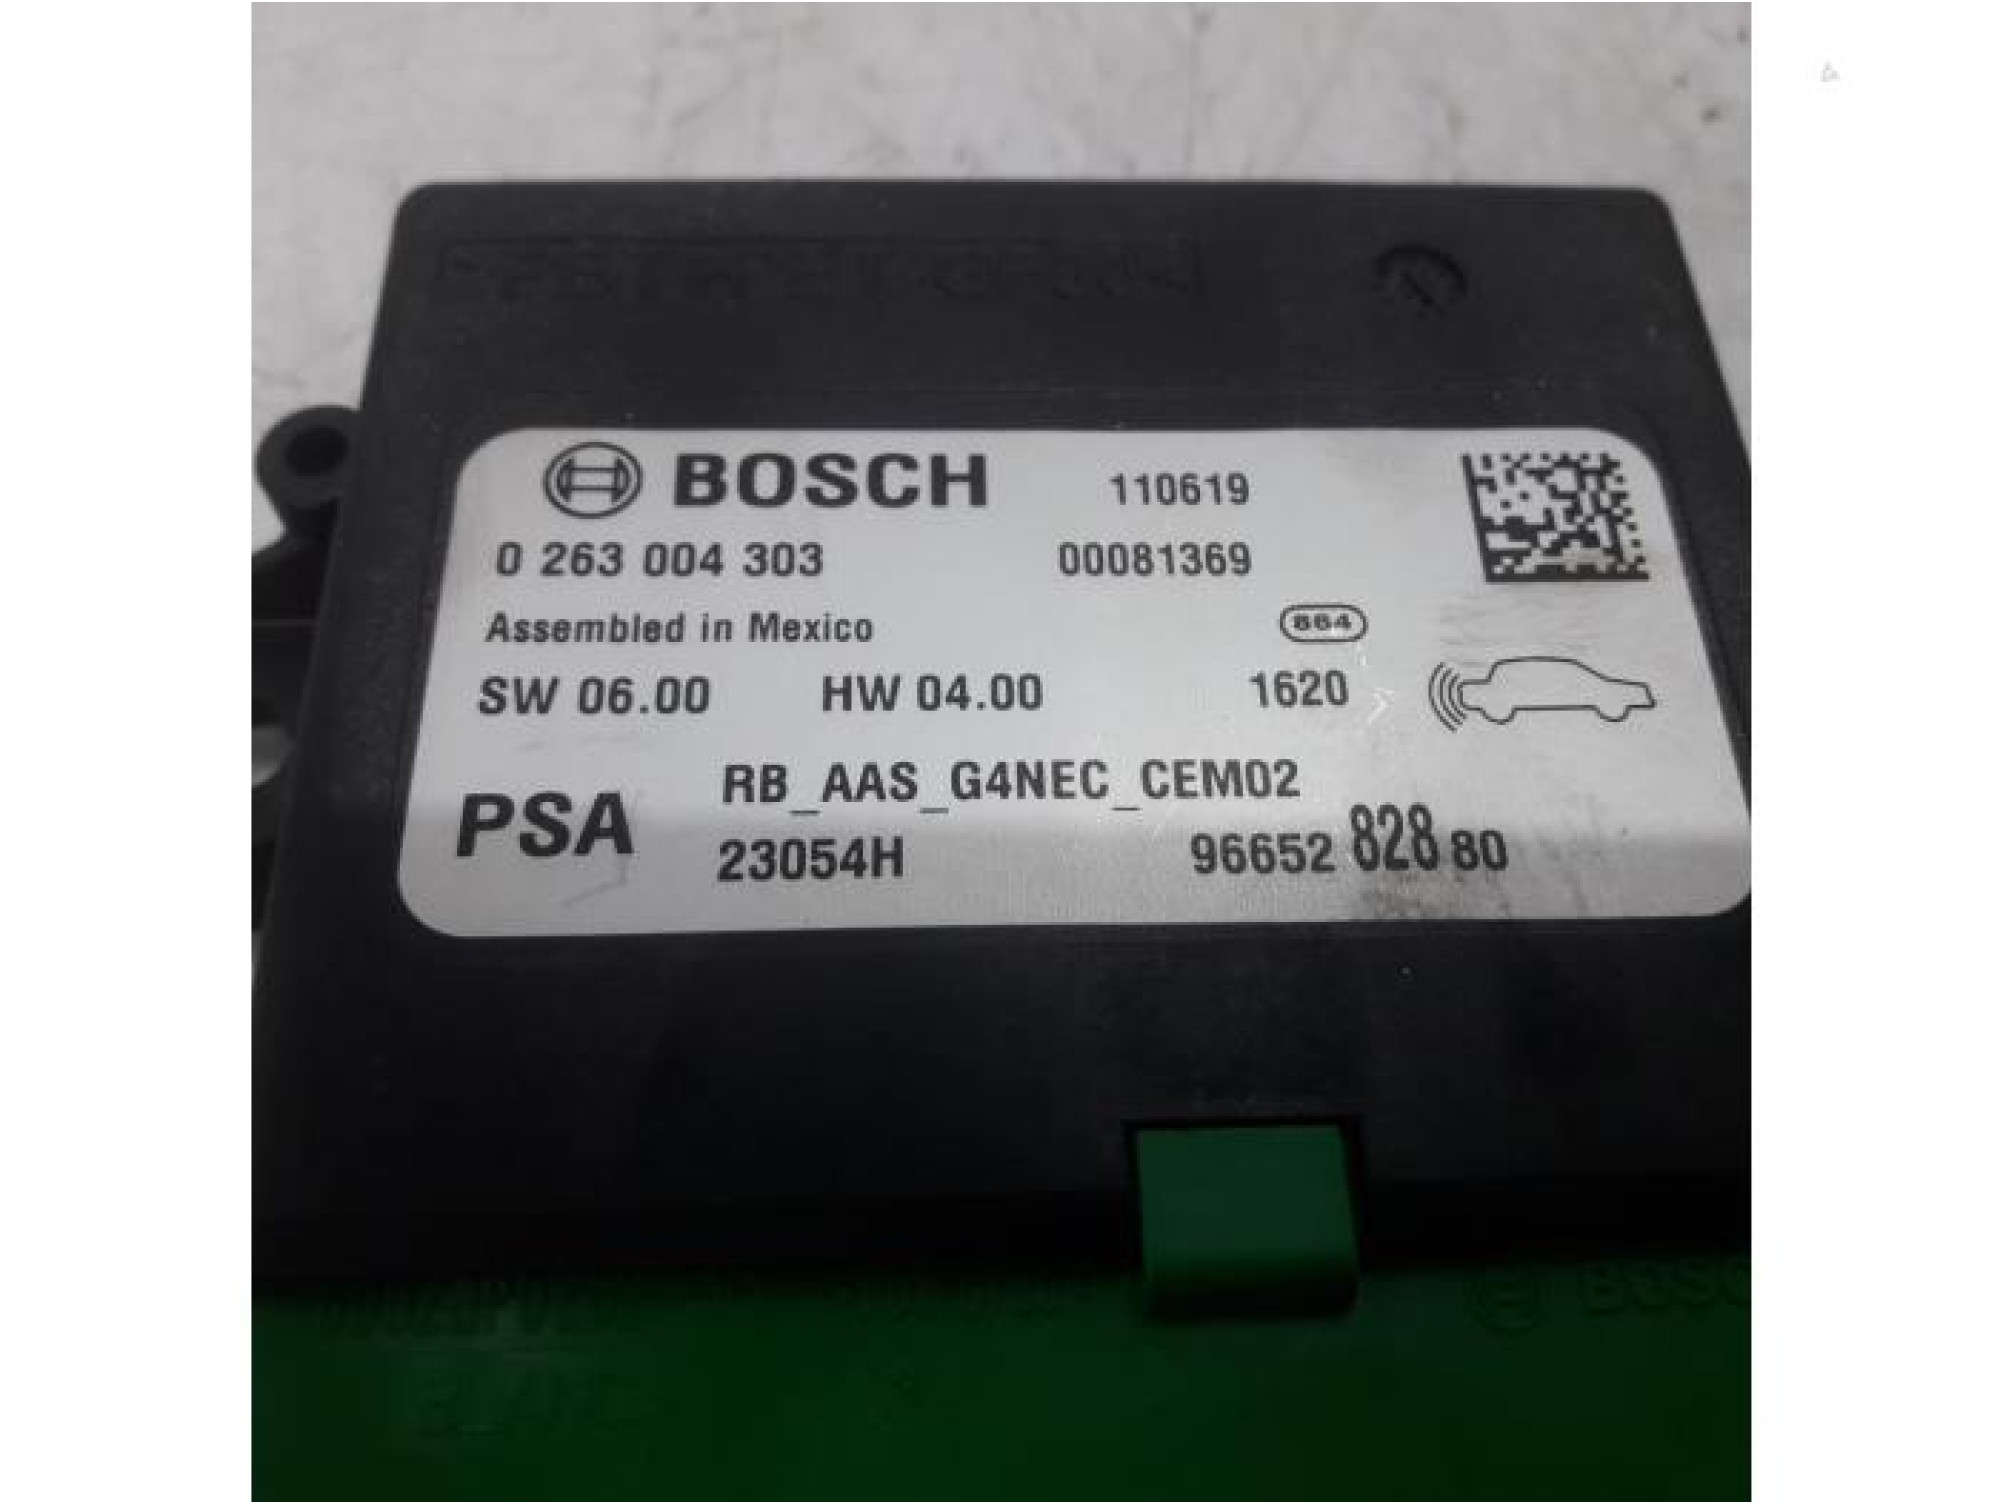 BOSCH 110619
0 263 004 303 00081369
Assembled in Mexico 864
SW 06.00 HW 04.00 1620
RB_AAS_G4NEC_CEM02
PSA
23054H 96652 828 80
BOSC